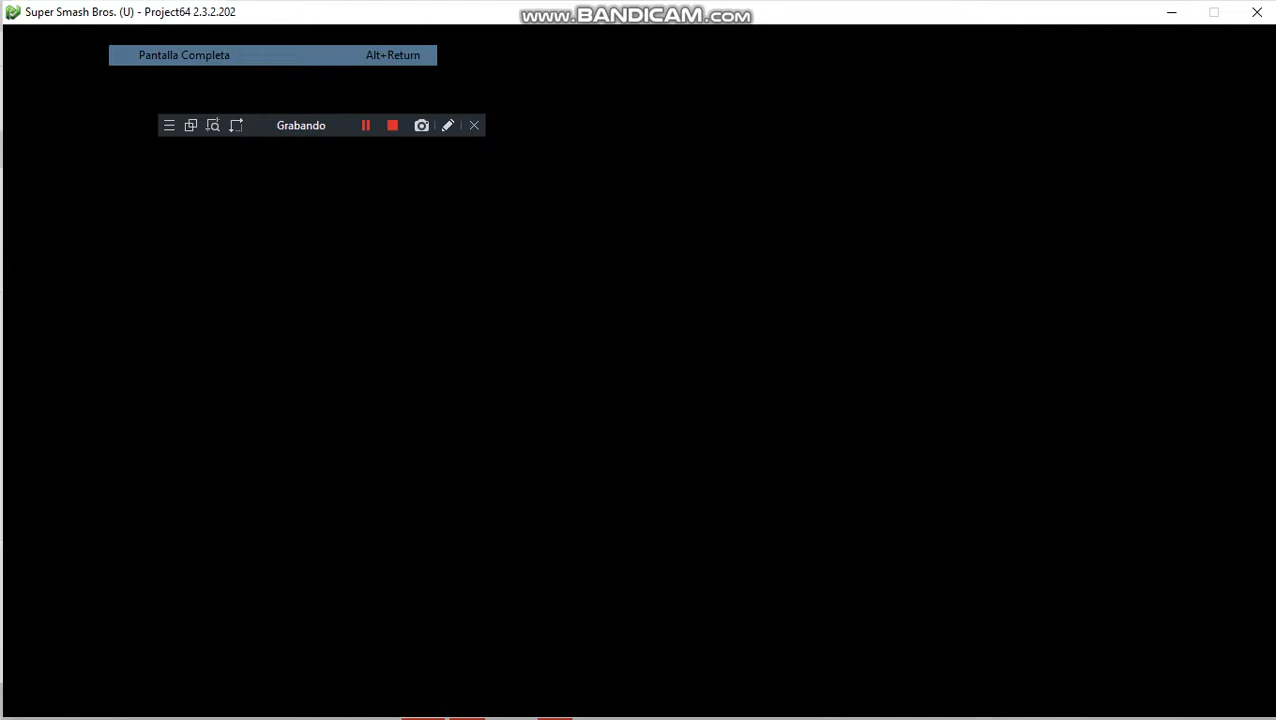 Super Smash Bros. (U) - Project64 2.3.2.202
www.BANDICAM.com
Pantalla Completa Alt+Return
Grabando